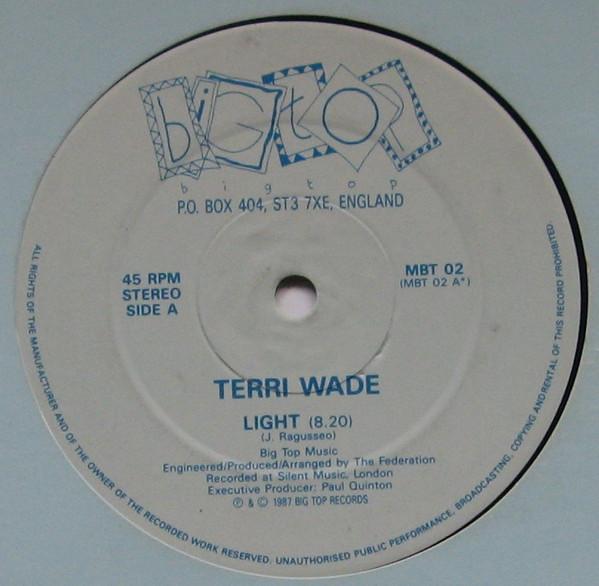 big top
big top
P.O. BOX 404, ST3 7XE, ENGLAND
45 RPM
STEREO
SIDE A
MBT 02
(MBT 02 A*)
TERRI WADE
LIGHT (8.20)
(J. Ragusseo)
Big Top Music
Engineered/Produced/Arranged by The Federation
Recorded at Silent Music, London
Executive Producer: Paul Quinton
℗ & © 1987 BIG TOP RECORDS
ALL RIGHTS OF THE MANUFACTURER AND OF THE OWNER OF THE RECORDED WORK RESERVED. UNAUTHORISED PUBLIC PERFORMANCE, BROADCASTING, COPYING AND RENTAL OF THIS RECORD PROHIBITED.